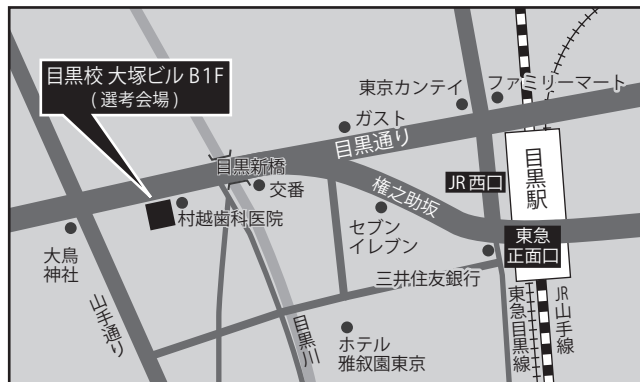 目黒校 大塚ビル B1F
( 選考会場 )
東京カンテイ
ファミリーマート
ガスト
目黒通り
目黒新橋
交番
権之助坂
JR 西口
目黒駅
村越歯科医院
セブン
イレブン
東急
正面口
大鳥
神社
三井住友銀行
山手通り
目黒川
ホテル
雅叙園東京
東急目黒線
JR山手線